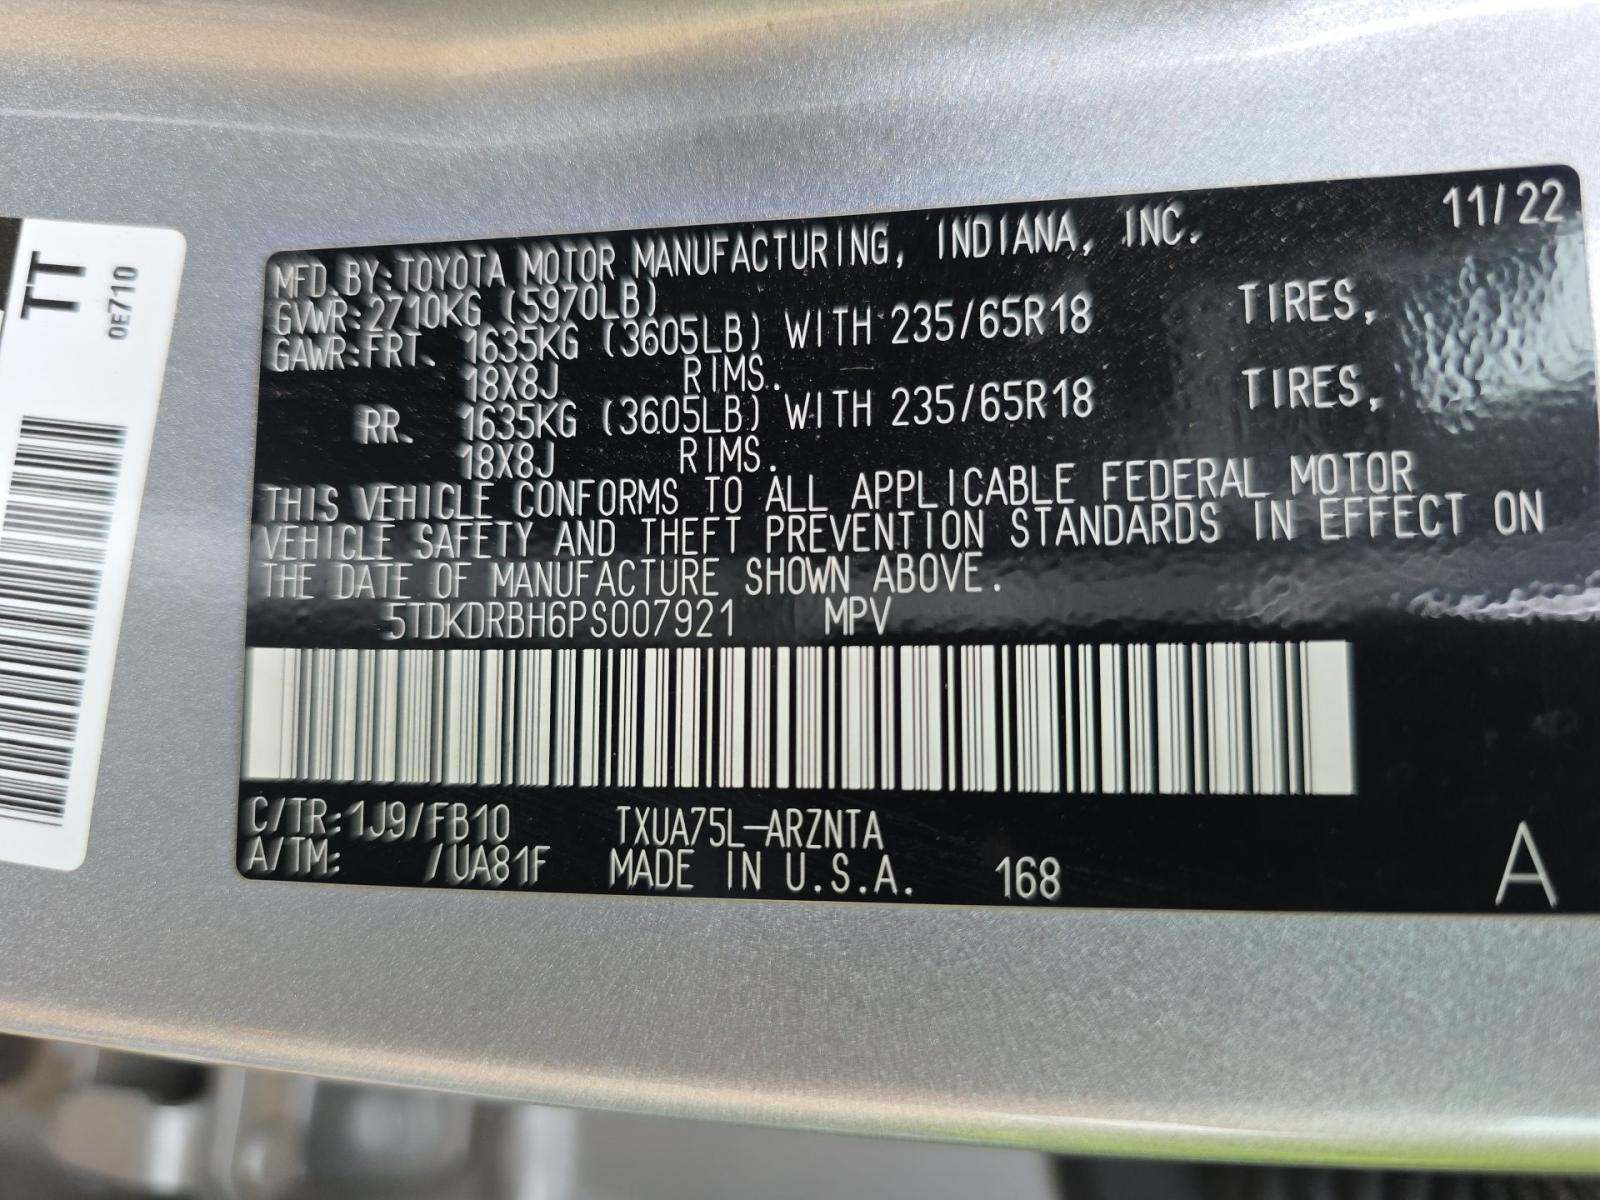 TT
0E710
11/22
MFD.BY:TOYOTA MOTOR MANUFACTURING, INDIANA, INC.
GVWR:2710KG (5970LB)
GAWR:FRT. 1635KG (3605LB) WITH 235/65R18 TIRES,
18X8J RIMS.
RR. 1635KG (3605LB) WITH 235/65R18 TIRES,
18X8J RIMS.
THIS VEHICLE CONFORMS TO ALL APPLICABLE FEDERAL MOTOR
VEHICLE SAFETY AND THEFT PREVENTION STANDARDS IN EFFECT ON
THE DATE OF MANUFACTURE SHOWN ABOVE.
5TDKDRBH6PS007921 MPV
C/TR:1J9/FB10 TXUA75L-ARZNTA
A/TM: /UA81F MADE IN U.S.A. 168
A